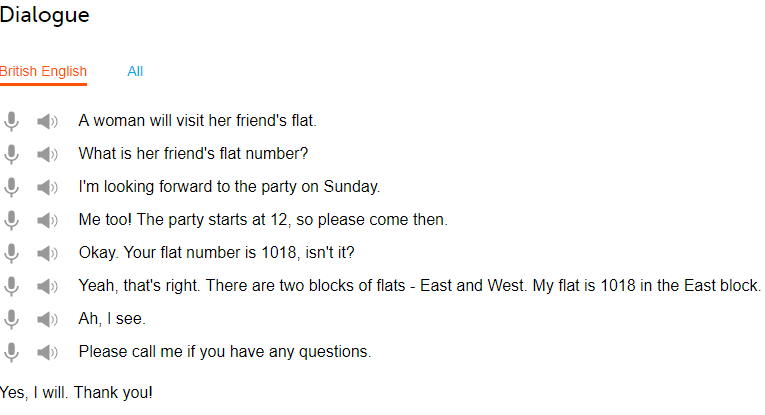 Dialogue
British English All
A woman will visit her friend's flat.
What is her friend's flat number?
I'm looking forward to the party on Sunday.
Me too! The party starts at 12, so please come then.
Okay. Your flat number is 1018, isn't it?
Yeah, that's right. There are two blocks of flats - East and West. My flat is 1018 in the East block.
Ah, I see.
Please call me if you have any questions.
Yes, I will. Thank you!